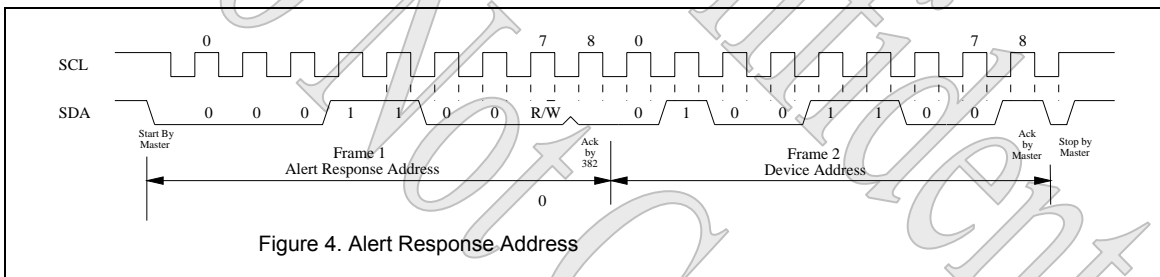 0 7 8 0 7 8
SCL
SDA 0 0 0 1 1 0 0 R/W 0 1 0 0 1 1 0 0
Start By
Master
Ack
by
382
Ack
by
Master
Stop by
Master
Frame 1
Alert Response Address
Frame 2
Device Address
0
Figure 4. Alert Response Address